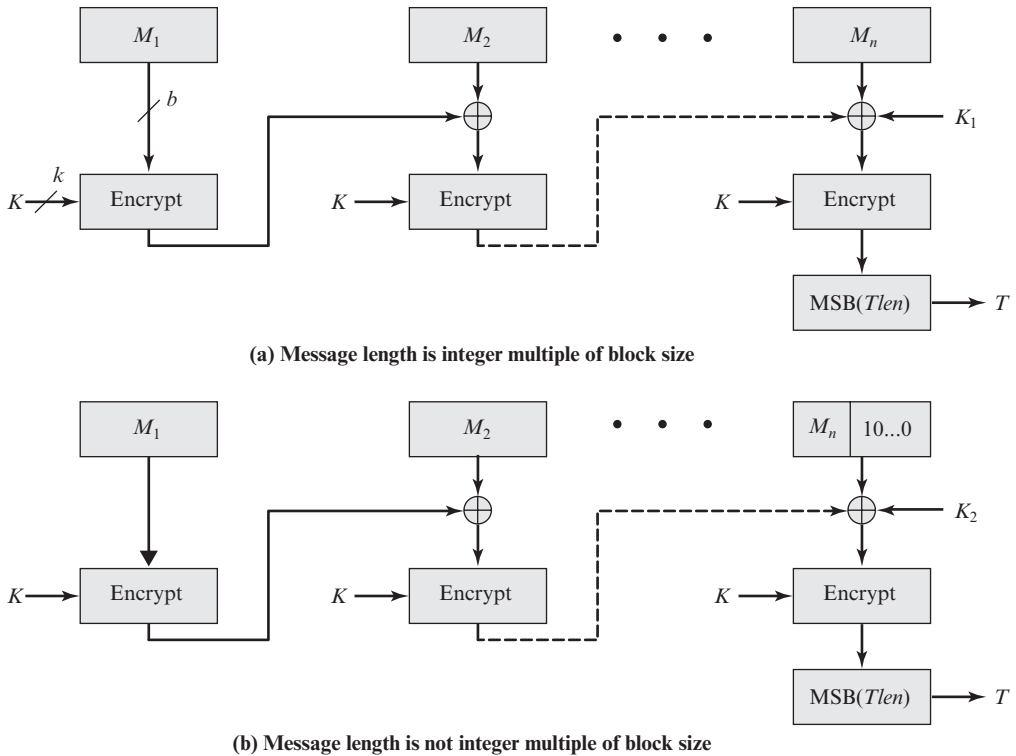 M1 M2 • • • Mn
b
K1
k
K Encrypt K Encrypt K Encrypt
MSB(Tlen) T
(a) Message length is integer multiple of block size
M1 M2 • • • Mn 10...0
K2
K Encrypt K Encrypt K Encrypt
MSB(Tlen) T
(b) Message length is not integer multiple of block size